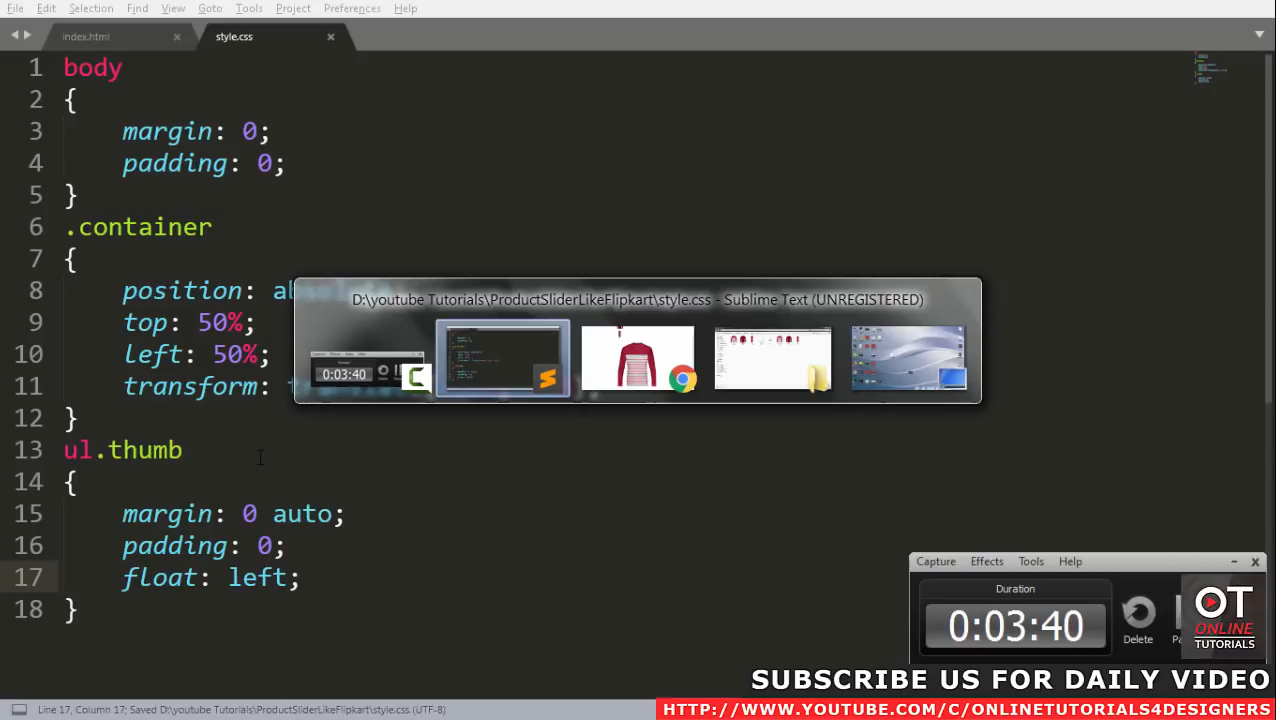 File Edit Selection Find View Goto Tools Project Preferences Help
index.html × style.css ×
1 body
2 {
3 margin: 0;
4 padding: 0;
5 }
6 .container
7 {
8 position:
D:\youtube Tutorials\ProductSliderLikeFlipkart\style.css - Sublime Text (UNREGISTERED)
9 top: 50%;
10 left: 50%;
0:03:40
11 transform:
12 }
13 ul.thumb
14 {
15 margin: 0 auto;
16 padding: 0;
17 float: left;
18 }
Capture Effects Tools Help
Duration
0:03:40
Delete
OT
ONLINE
TUTORIALS
SUBSCRIBE US FOR DAILY VIDEO
Line 17, Column 17; Saved D:\youtube Tutorials\ProductSliderLikeFlipkart\style.css (UTF-8)
HTTP://WWW.YOUTUBE.COM/C/ONLINETUTORIALS4DESIGNERS